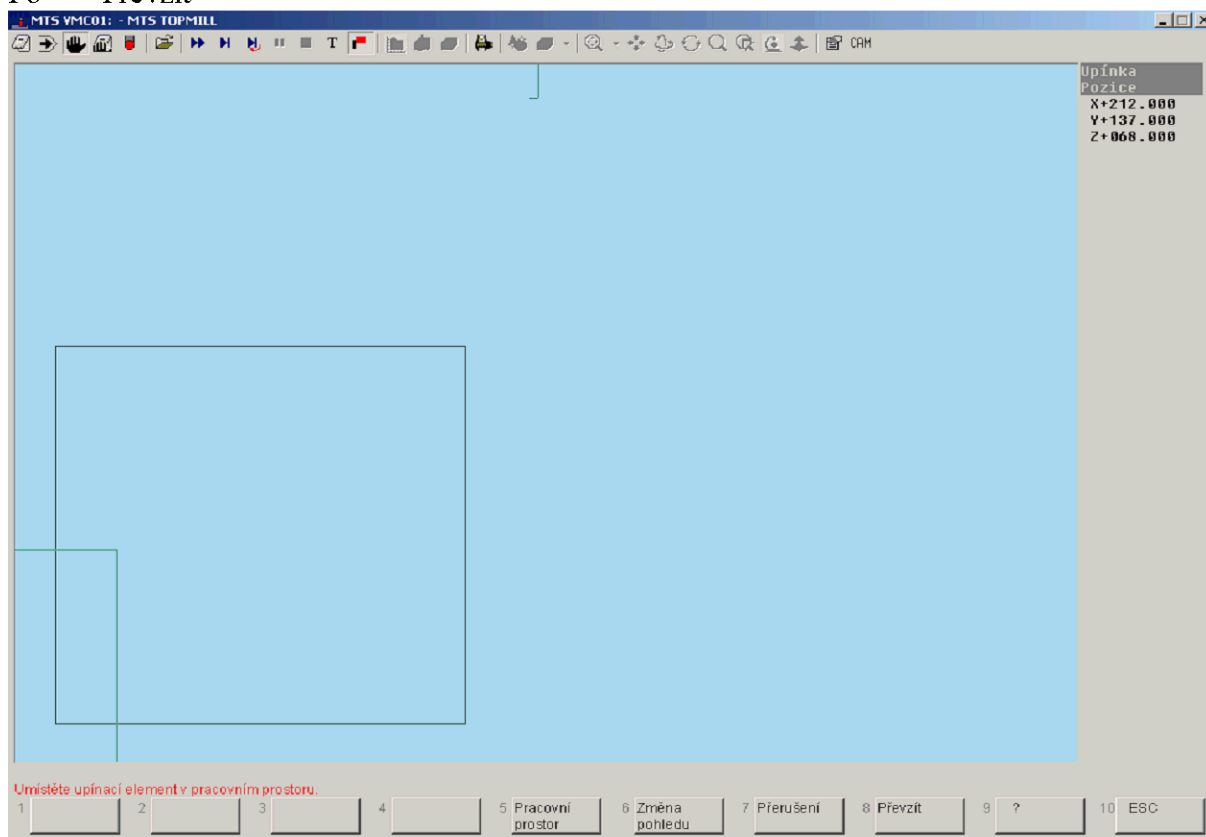 MTS VMC01: - MTS TOPMILL
T CAM
Upínka
Pozice
X+212.000
Y+137.000
Z+068.000
Umístěte upínací element v pracovním prostoru.
1 2 3 4 5 Pracovní prostor 6 Změna pohledu 7 Přerušení 8 Převzít 9 ? 10 ESC